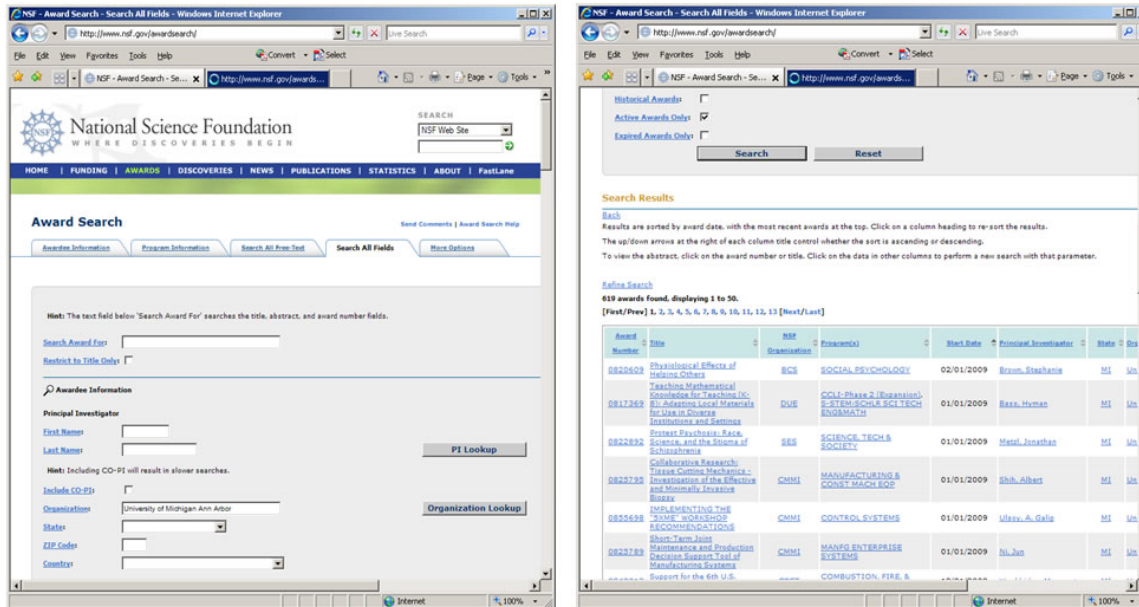 NSF - Award Search - Search All Fields - Windows Internet Explorer
http://www.nsf.gov/awardsearch/
Live Search
File Edit View Favorites Tools Help
Convert Select
NSF - Award Search - Se... http://www.nsf.gov/awards...
Page Tools
National Science Foundation
WHERE DISCOVERIES BEGIN
SEARCH
NSF Web Site
HOME | FUNDING | AWARDS | DISCOVERIES | NEWS | PUBLICATIONS | STATISTICS | ABOUT | FastLane
Award Search
Send Comments | Award Search Help
Awardee Information Program Information Search All Free-Text Search All Fields More Options
Hint: The text field below 'Search Award For' searches the title, abstract, and award number fields.
Search Award For:
Restrict to Title Only:
Awardee Information
Principal Investigator
First Name:
Last Name:
PI Lookup
Hint: Including CO-PI will result in slower searches.
Include CO-PI:
Organization: University of Michigan Ann Arbor
Organization Lookup
State:
ZIP Code:
Country:
Internet 100%
NSF - Award Search - Search All Fields - Windows Internet Explorer
http://www.nsf.gov/awardsearch/
Live Search
File Edit View Favorites Tools Help
Convert Select
NSF - Award Search - Se... http://www.nsf.gov/awards...
Page Tools
Historical Awards:
Active Awards Only:
Expired Awards Only:
Search Reset
Search Results
Back
Results are sorted by award date, with the most recent awards at the top. Click on a column heading to re-sort the results.
The up/down arrows at the right of each column title control whether the sort is ascending or descending.
To view the abstract, click on the award number or title. Click on the data in other columns to perform a new search with that parameter.
Refine Search
619 awards found, displaying 1 to 50.
[First/Prev] 1, 2, 3, 4, 5, 6, 7, 8, 9, 10, 11, 12, 13 [Next/Last]
Award Number Title NSF Organization Program(s) Start Date Principal Investigator State Org
0820609 Physiological Effects of Helping Others BCS SOCIAL PSYCHOLOGY 02/01/2009 Brown, Stephanie MI Un
0817369 Teaching Mathematical Knowledge for Teaching (K-8): Adapting Local Materials for Use in Diverse Institutions and Settings DUE CCLI-Phase 2 (Expansion), S-STEM:SCHLR SCI TECH ENG&MATH 01/01/2009 Bass, Hyman MI Un
0822892 Protest Psychosis: Race, Science, and the Stigma of Schizophrenia SES SCIENCE, TECH & SOCIETY 01/01/2009 Metzl, Jonathan MI Un
0825795 Collaborative Research: Tissue Cutting Mechanics - Investigation of the Effective and Minimally Invasive Biopsy CMMI MANUFACTURING & CONST MACH EQP 01/01/2009 Shih, Albert MI Un
0855698 IMPLEMENTING THE "5XME" WORKSHOP RECOMMENDATIONS CMMI CONTROL SYSTEMS 01/01/2009 Ulsoy, A. Galip MI Un
0825789 Short-Term Joint Maintenance and Production Decision Support Tool of Manufacturing Systems CMMI MANFG ENTERPRISE SYSTEMS 01/01/2009 Ni, Jun MI Un
Support for the 6th U.S. COMBUSTION, FIRE, &
Internet 100%